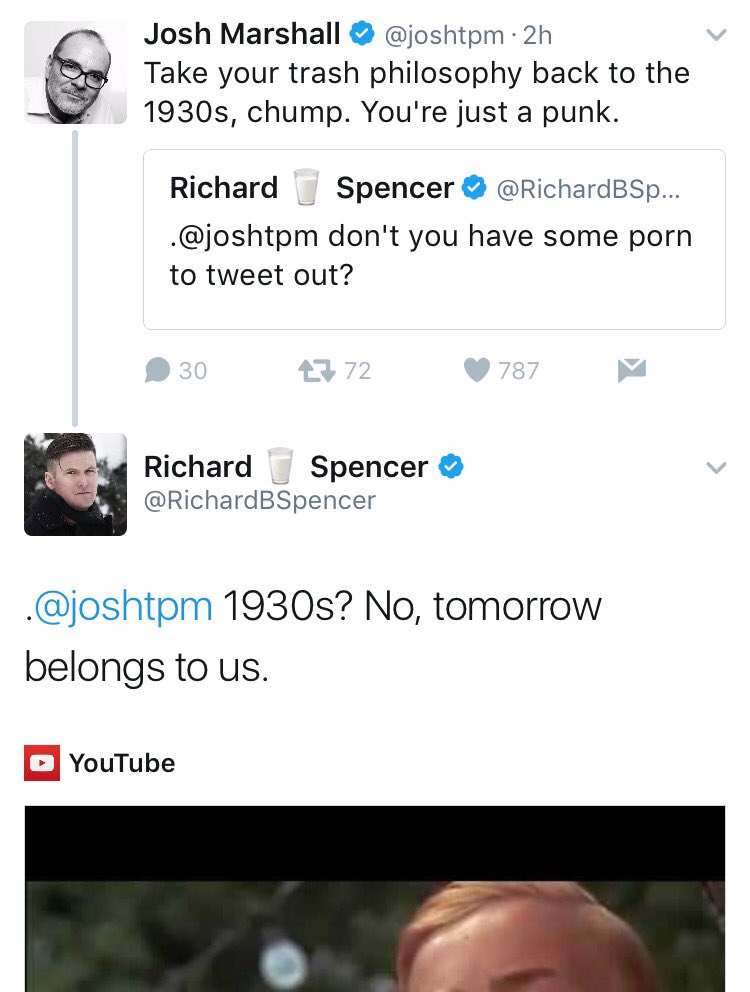 Josh Marshall @joshtpm · 2h
Take your trash philosophy back to the
1930s, chump. You're just a punk.
Richard 🥛 Spencer @RichardBSp...
.@joshtpm don't you have some porn
to tweet out?
30 72 787
Richard 🥛 Spencer
@RichardBSpencer
.@joshtpm 1930s? No, tomorrow
belongs to us.
YouTube